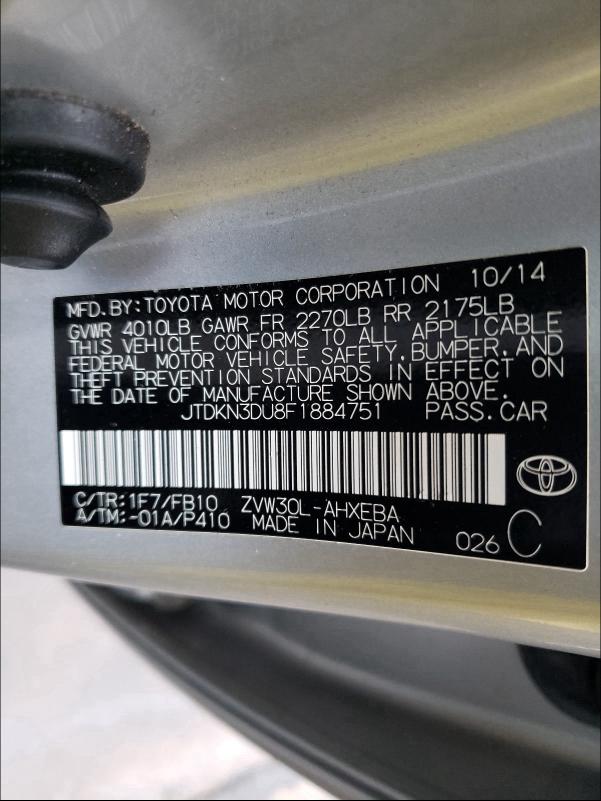 10/14
MFD. BY: TOYOTA MOTOR CORPORATION
GVWR 4010LB GAWR FR 2270LB RR 2175LB
THIS VEHICLE CONFORMS TO ALL APPLICABLE
FEDERAL MOTOR VEHICLE SAFETY, BUMPER, AND
THEFT PREVENTION STANDARDS IN EFFECT ON
THE DATE OF MANUFACTURE SHOWN ABOVE.
JTDKN3DU8F1884751 PASS. CAR
C/TR: 1F7/FB10 ZVW30L-AHXEBA
A/TM: -01A/P410 MADE IN JAPAN 026 C